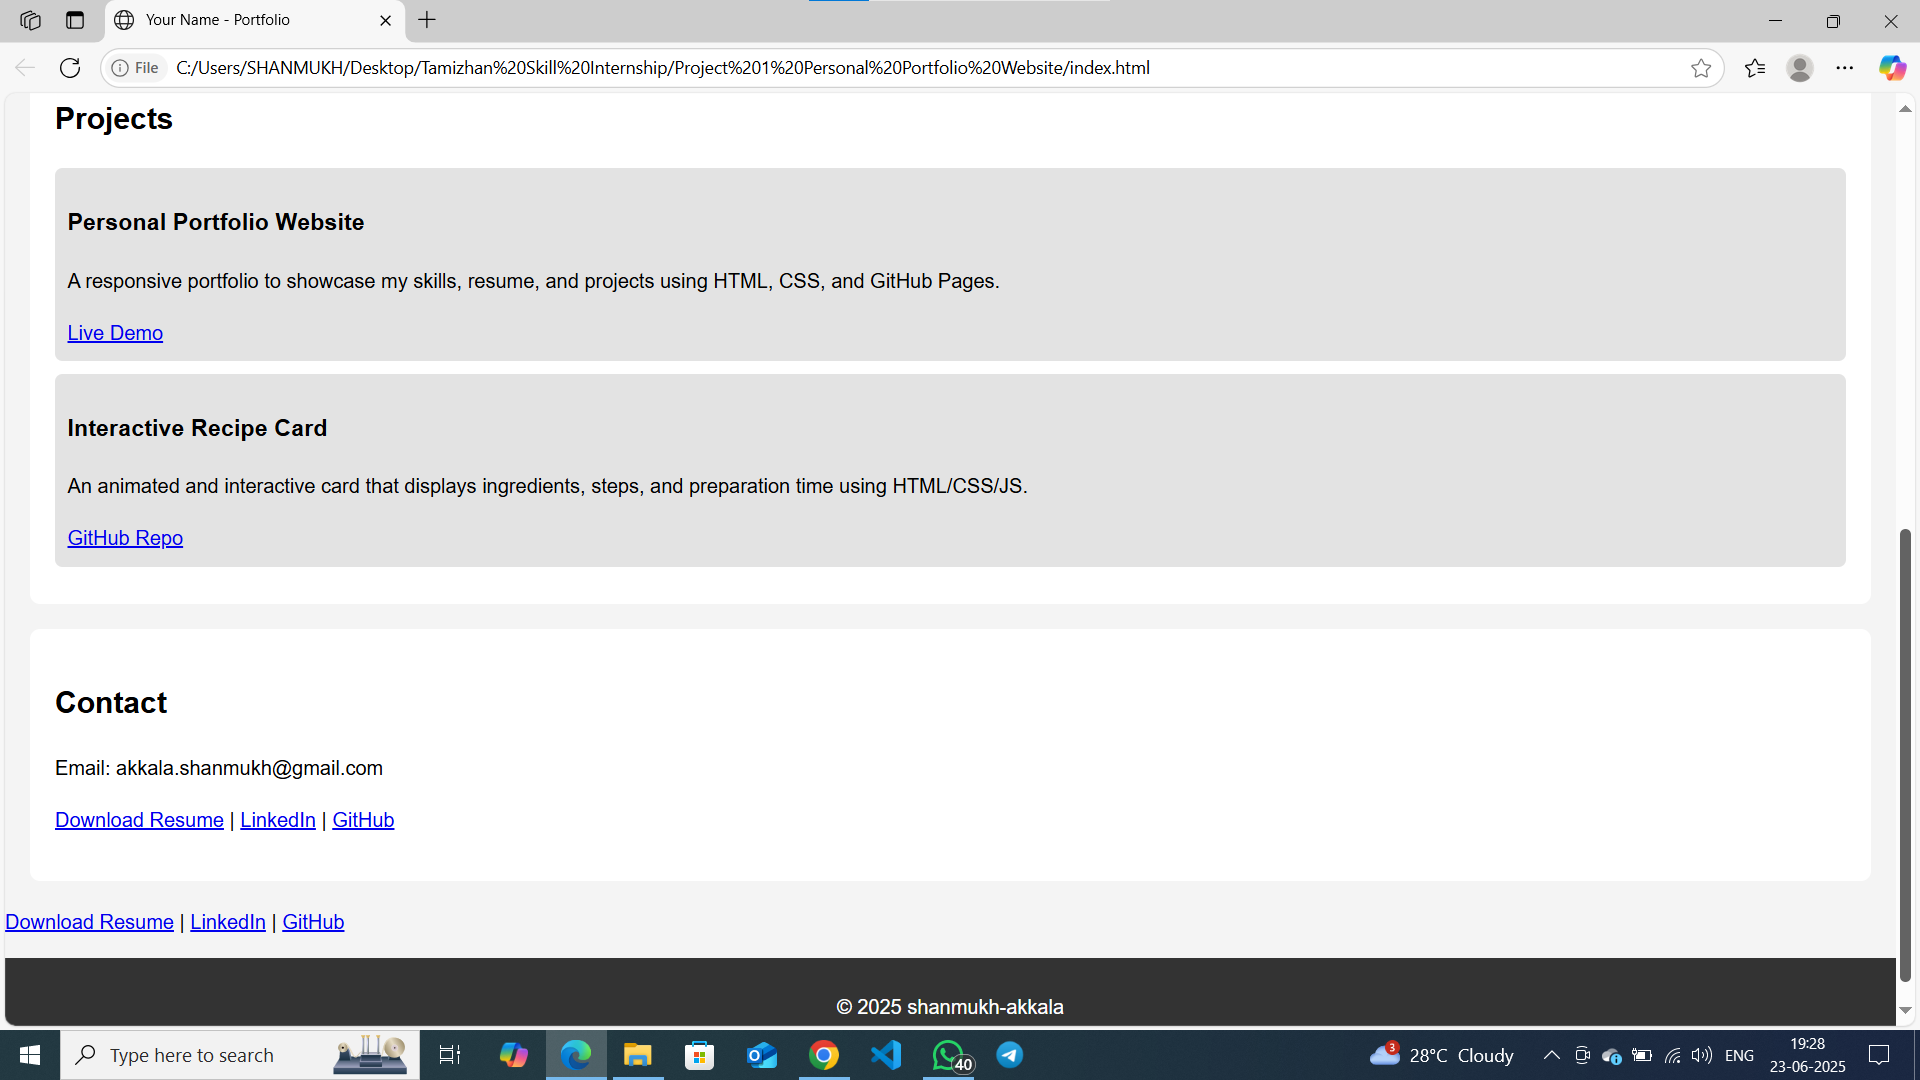 Your Name - Portfolio
File C:/Users/SHANMUKH/Desktop/Tamizhan%20Skill%20Internship/Project%201%20Personal%20Portfolio%20Website/index.html
Projects
Personal Portfolio Website
A responsive portfolio to showcase my skills, resume, and projects using HTML, CSS, and GitHub Pages.
Live Demo
Interactive Recipe Card
An animated and interactive card that displays ingredients, steps, and preparation time using HTML/CSS/JS.
GitHub Repo
Contact
Email: akkala.shanmukh@gmail.com
Download Resume | LinkedIn | GitHub
Download Resume | LinkedIn | GitHub
© 2025 shanmukh-akkala
Type here to search
40
3
28°C Cloudy
ENG
19:28
23-06-2025